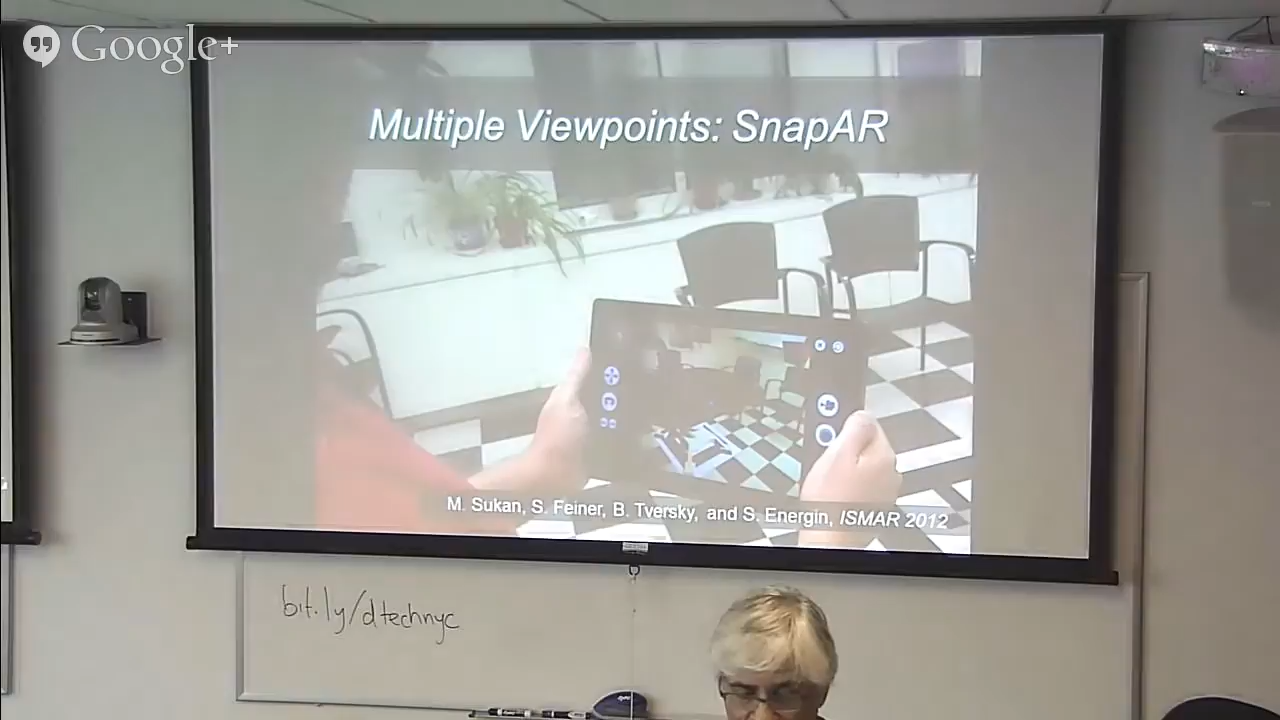 Google+
Multiple Viewpoints: SnapAR
M. Sukan, S. Feiner, B. Tversky, and S. Energin, ISMAR 2012
bit.ly/dtechnyc